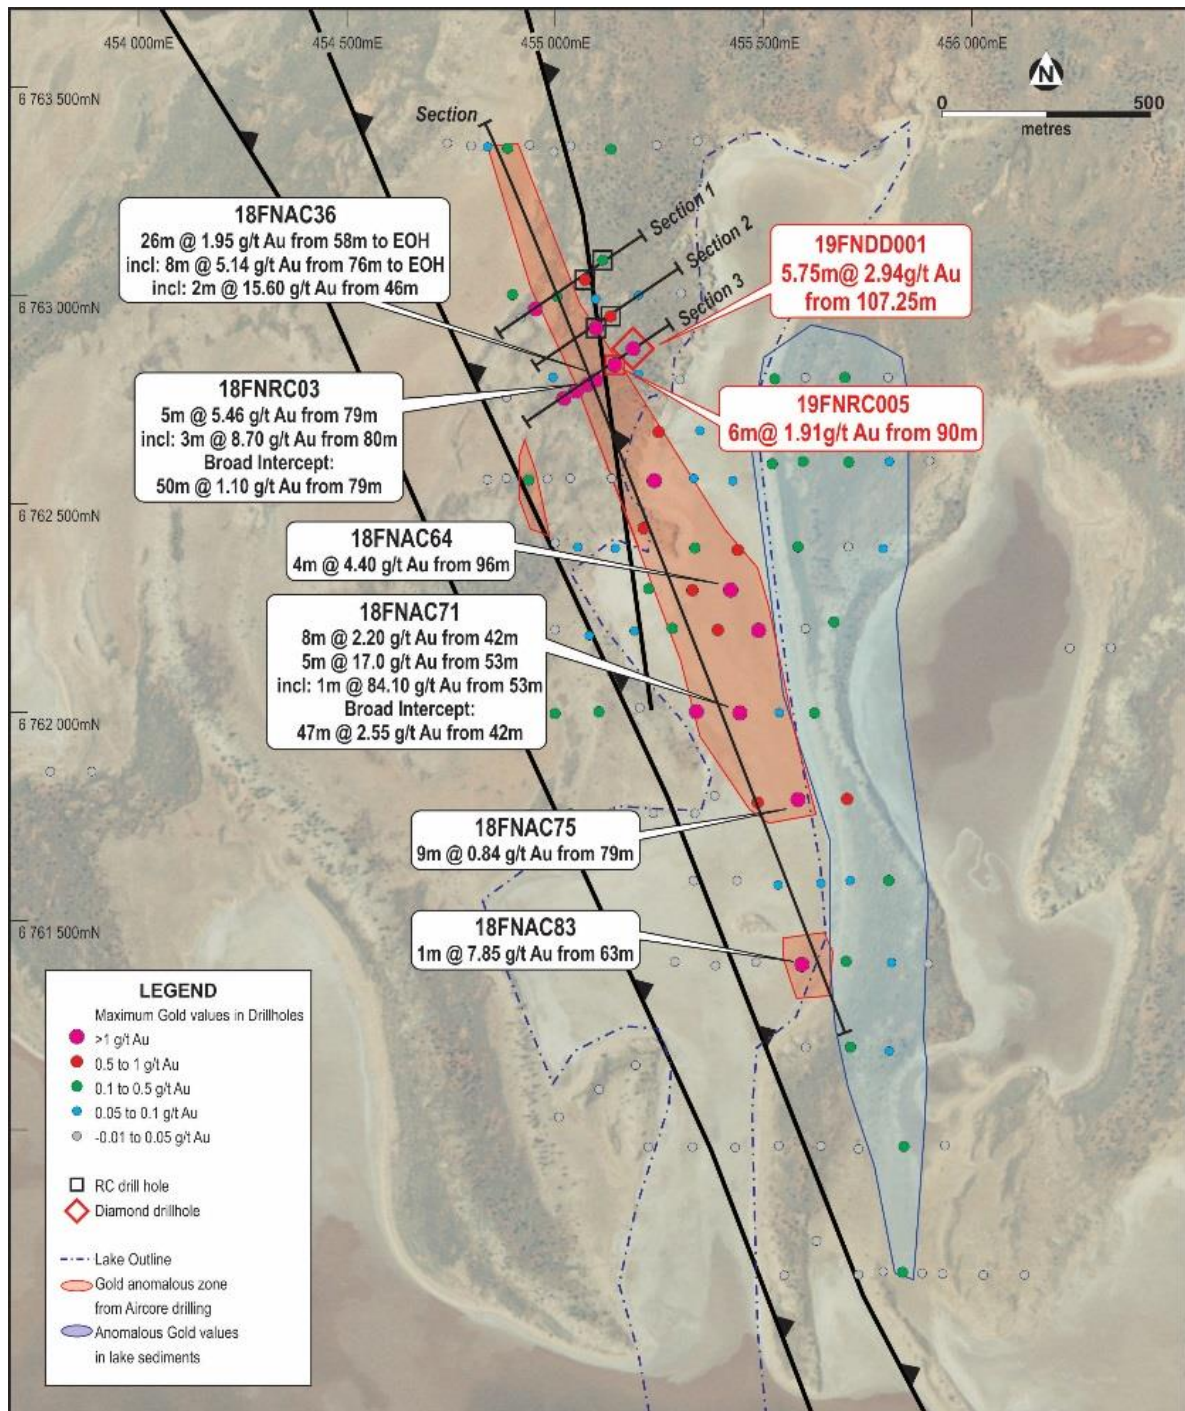 454 000mE
454 500mE
455 000mE
455 500mE
456 000mE
N
0
500
metres
6 763 500mN
Section
Section 1
Section 2
Section 3
18FNAC36
26m @ 1.95 g/t Au from 58m to EOH
incl: 8m @ 5.14 g/t Au from 76m to EOH
incl: 2m @ 15.60 g/t Au from 46m
19FNDD001
5.75m@ 2.94g/t Au
from 107.25m
6 763 000mN
18FNRC03
5m @ 5.46 g/t Au from 79m
incl: 3m @ 8.70 g/t Au from 80m
Broad Intercept:
50m @ 1.10 g/t Au from 79m
19FNRC005
6m@ 1.91g/t Au from 90m
6 762 500mN
18FNAC64
4m @ 4.40 g/t Au from 96m
18FNAC71
8m @ 2.20 g/t Au from 42m
5m @ 17.0 g/t Au from 53m
incl: 1m @ 84.10 g/t Au from 53m
Broad Intercept:
47m @ 2.55 g/t Au from 42m
6 762 000mN
18FNAC75
9m @ 0.84 g/t Au from 79m
18FNAC83
1m @ 7.85 g/t Au from 63m
6 761 500mN
LEGEND
Maximum Gold values in Drillholes
>1 g/t Au
0.5 to 1 g/t Au
0.1 to 0.5 g/t Au
0.05 to 0.1 g/t Au
-0.01 to 0.05 g/t Au
RC drill hole
Diamond drillhole
Lake Outline
Gold anomalous zone
from Aircore drilling
Anomalous Gold values
in lake sediments